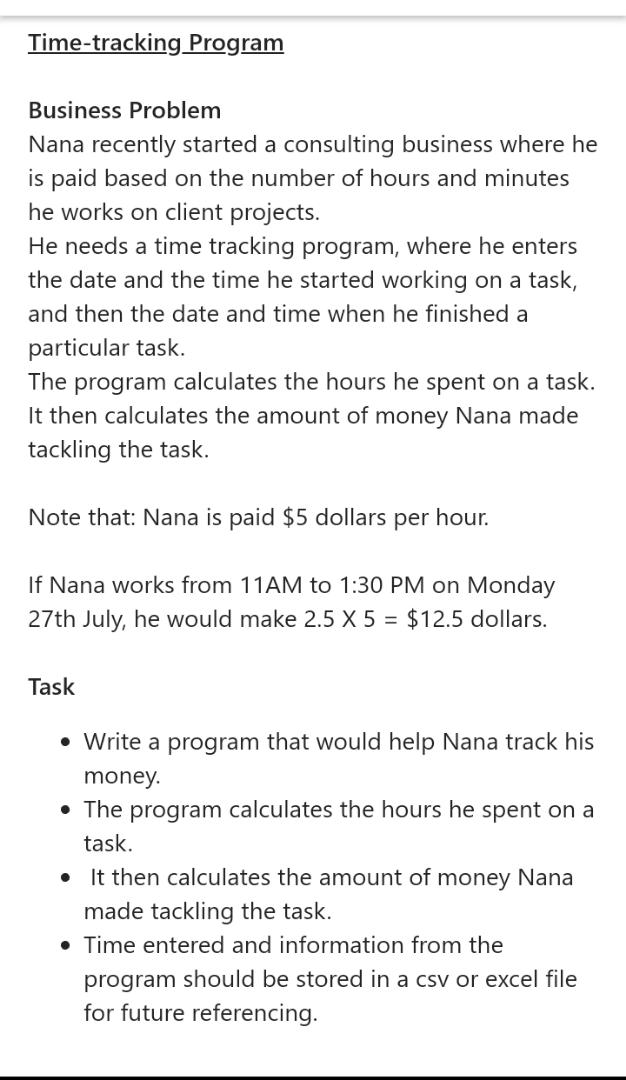 Time-tracking Program
Business Problem
Nana recently started a consulting business where he
is paid based on the number of hours and minutes
he works on client projects.
He needs a time tracking program, where he enters
the date and the time he started working on a task,
and then the date and time when he finished a
particular task.
The program calculates the hours he spent on a task.
It then calculates the amount of money Nana made
tackling the task.
Note that: Nana is paid $5 dollars per hour.
If Nana works from 11AM to 1:30 PM on Monday
27th July, he would make 2.5 X 5 = $12.5 dollars.
Task
• Write a program that would help Nana track his
money.
• The program calculates the hours he spent on a
task.
• It then calculates the amount of money Nana
made tackling the task.
• Time entered and information from the
program should be stored in a csv or excel file
for future referencing.